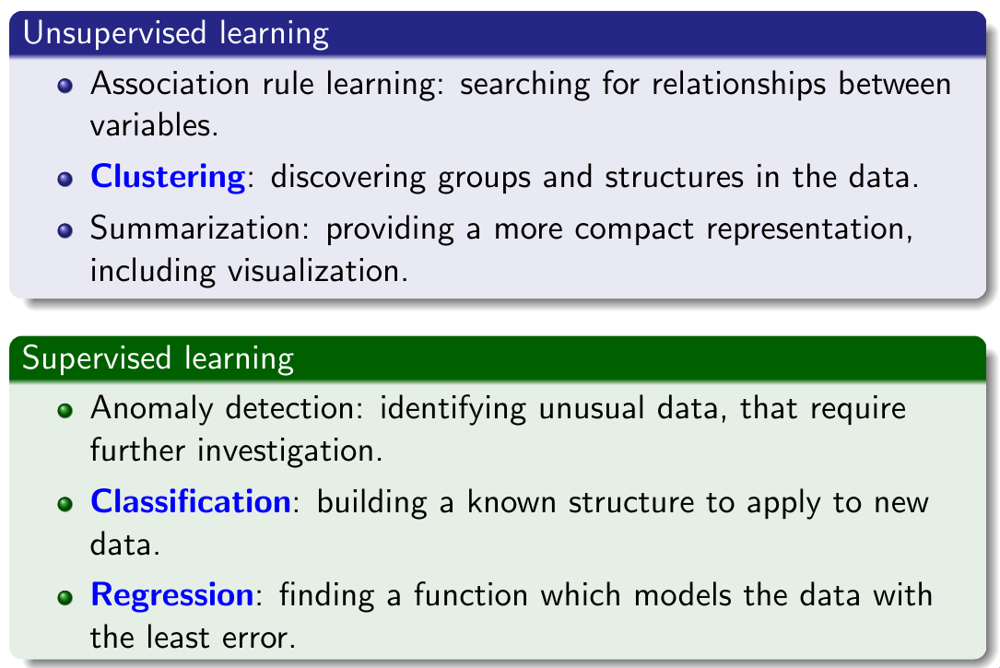 Unsupervised learning
Association rule learning: searching for relationships between
variables.
Clustering: discovering groups and structures in the data.
Summarization: providing a more compact representation,
including visualization.
Supervised learning
Anomaly detection: identifying unusual data, that require
further investigation.
Classification: building a known structure to apply to new
data.
Regression: finding a function which models the data with
the least error.